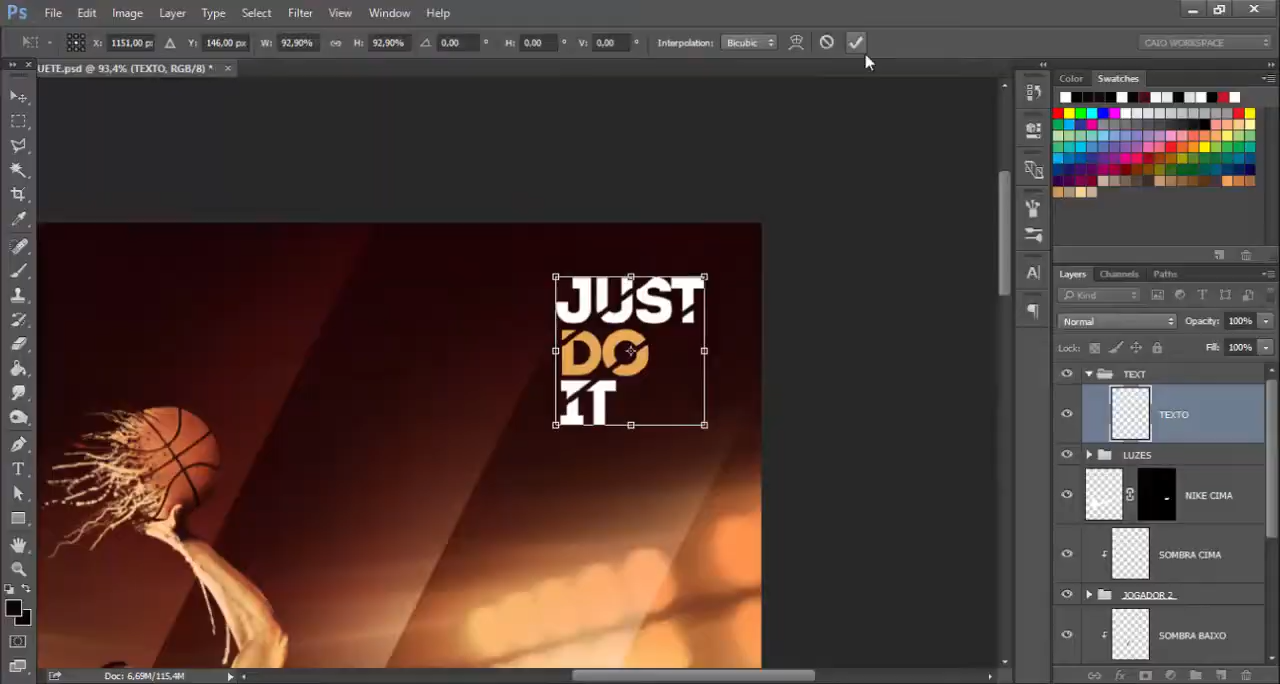 Ps File Edit Image Layer Type Select Filter View Window Help
X: 1151,00 px Y: 146,00 px W: 92,90% H: 92,90% 0,00 ° H: 0,00 ° V: 0,00 ° Interpolation: Bicubic CAIO WORKSPACE
UETE.psd @ 93,4% (TEXTO, RGB/8) * ×
Color Swatches
JUST
DO
IT
Layers Channels Paths
Kind
Normal Opacity: 100%
Lock: Fill: 100%
TEXT
TEXTO
LUZES
NIKE CIMA
SOMBRA CIMA
JOGADOR 2
SOMBRA BAIXO
Doc: 6,69M/115,4M